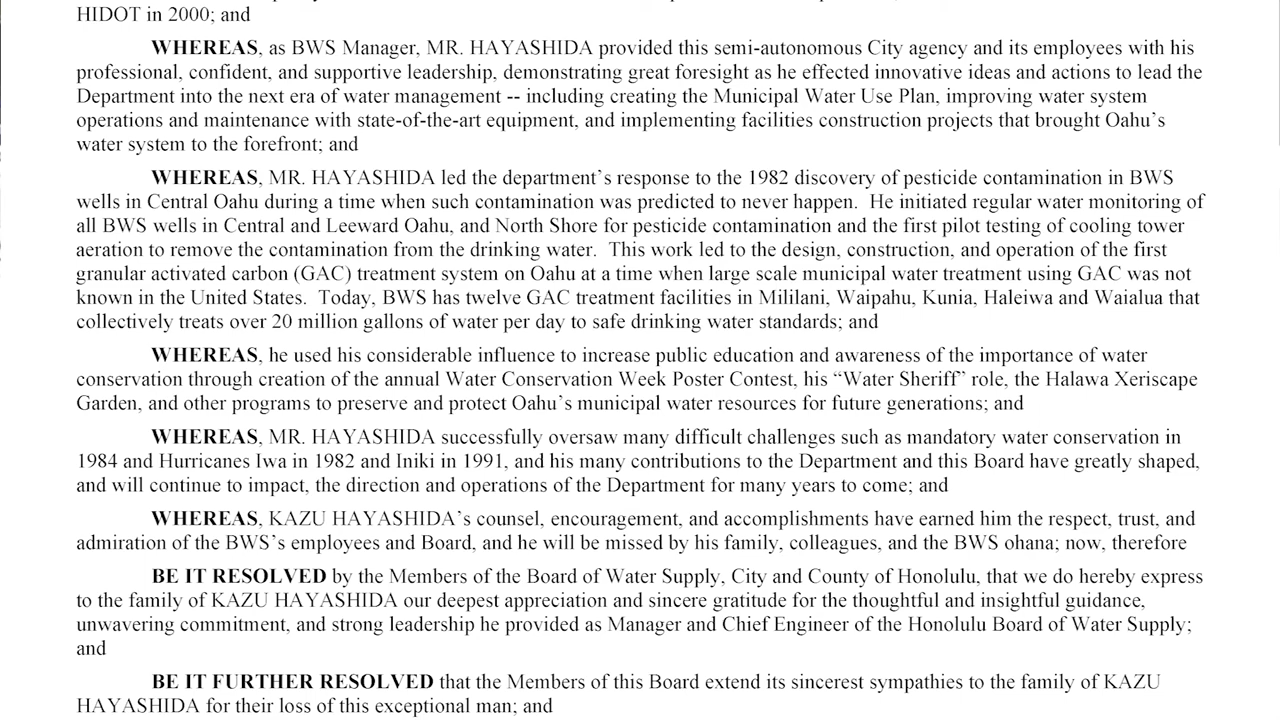 HIDOT in 2000; and
WHEREAS, as BWS Manager, MR. HAYASHIDA provided this semi-autonomous City agency and its employees with his
professional, confident, and supportive leadership, demonstrating great foresight as he effected innovative ideas and actions to lead the
Department into the next era of water management -- including creating the Municipal Water Use Plan, improving water system
operations and maintenance with state-of-the-art equipment, and implementing facilities construction projects that brought Oahu's
water system to the forefront; and
WHEREAS, MR. HAYASHIDA led the department's response to the 1982 discovery of pesticide contamination in BWS
wells in Central Oahu during a time when such contamination was predicted to never happen. He initiated regular water monitoring of
all BWS wells in Central and Leeward Oahu, and North Shore for pesticide contamination and the first pilot testing of cooling tower
aeration to remove the contamination from the drinking water. This work led to the design, construction, and operation of the first
granular activated carbon (GAC) treatment system on Oahu at a time when large scale municipal water treatment using GAC was not
known in the United States. Today, BWS has twelve GAC treatment facilities in Mililani, Waipahu, Kunia, Haleiwa and Waialua that
collectively treats over 20 million gallons of water per day to safe drinking water standards; and
WHEREAS, he used his considerable influence to increase public education and awareness of the importance of water
conservation through creation of the annual Water Conservation Week Poster Contest, his “Water Sheriff” role, the Halawa Xeriscape
Garden, and other programs to preserve and protect Oahu's municipal water resources for future generations; and
WHEREAS, MR. HAYASHIDA successfully oversaw many difficult challenges such as mandatory water conservation in
1984 and Hurricanes Iwa in 1982 and Iniki in 1991, and his many contributions to the Department and this Board have greatly shaped,
and will continue to impact, the direction and operations of the Department for many years to come; and
WHEREAS, KAZU HAYASHIDA's counsel, encouragement, and accomplishments have earned him the respect, trust, and
admiration of the BWS's employees and Board, and he will be missed by his family, colleagues, and the BWS ohana; now, therefore
BE IT RESOLVED by the Members of the Board of Water Supply, City and County of Honolulu, that we do hereby express
to the family of KAZU HAYASHIDA our deepest appreciation and sincere gratitude for the thoughtful and insightful guidance,
unwavering commitment, and strong leadership he provided as Manager and Chief Engineer of the Honolulu Board of Water Supply;
and
BE IT FURTHER RESOLVED that the Members of this Board extend its sincerest sympathies to the family of KAZU
HAYASHIDA for their loss of this exceptional man; and